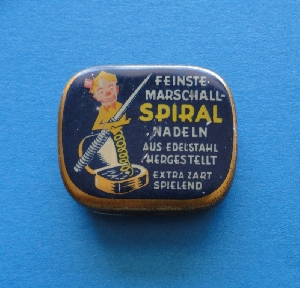 FEINSTE
MARSCHALL-
SPIRAL
NADELN
AUS EDELSTAHL
HERGESTELLT
EXTRA ZART
SPIELEND